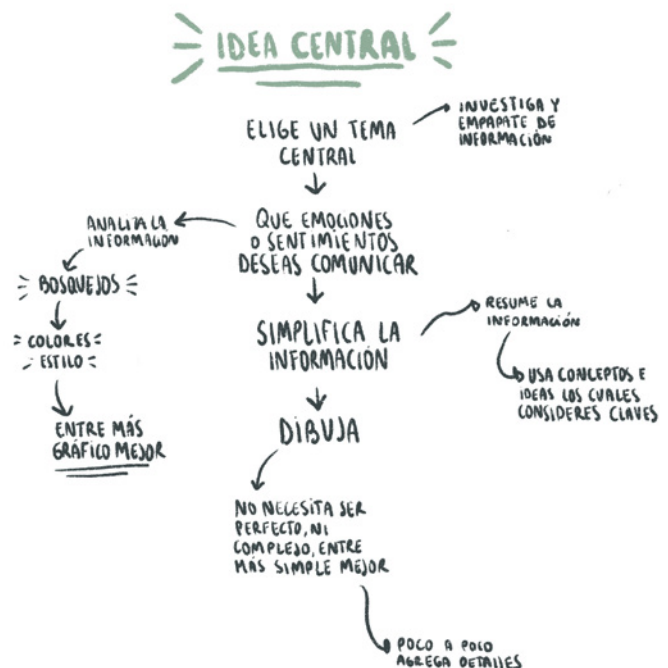 IDEA CENTRAL
ELIGE UN TEMA
CENTRAL
INVESTIGA Y
EMPAPATE DE
INFORMACIÓN
QUE EMOCIONES
O SENTIMIENTOS
DESEAS COMUNICAR
ANALIZA LA
INFORMACIÓN
BOSQUEJOS
COLORES
ESTILO
ENTRE MÁS
GRÁFICO MEJOR
SIMPLIFICA LA
INFORMACIÓN
RESUME LA
INFORMACIÓN
USA CONCEPTOS E
IDEAS LOS CUALES
CONSIDERES CLAVES
DIBUJA
NO NECESITA SER
PERFECTO, NI
COMPLEJO, ENTRE
MÁS SIMPLE MEJOR
POCO A POCO
AGREGA DETALLES